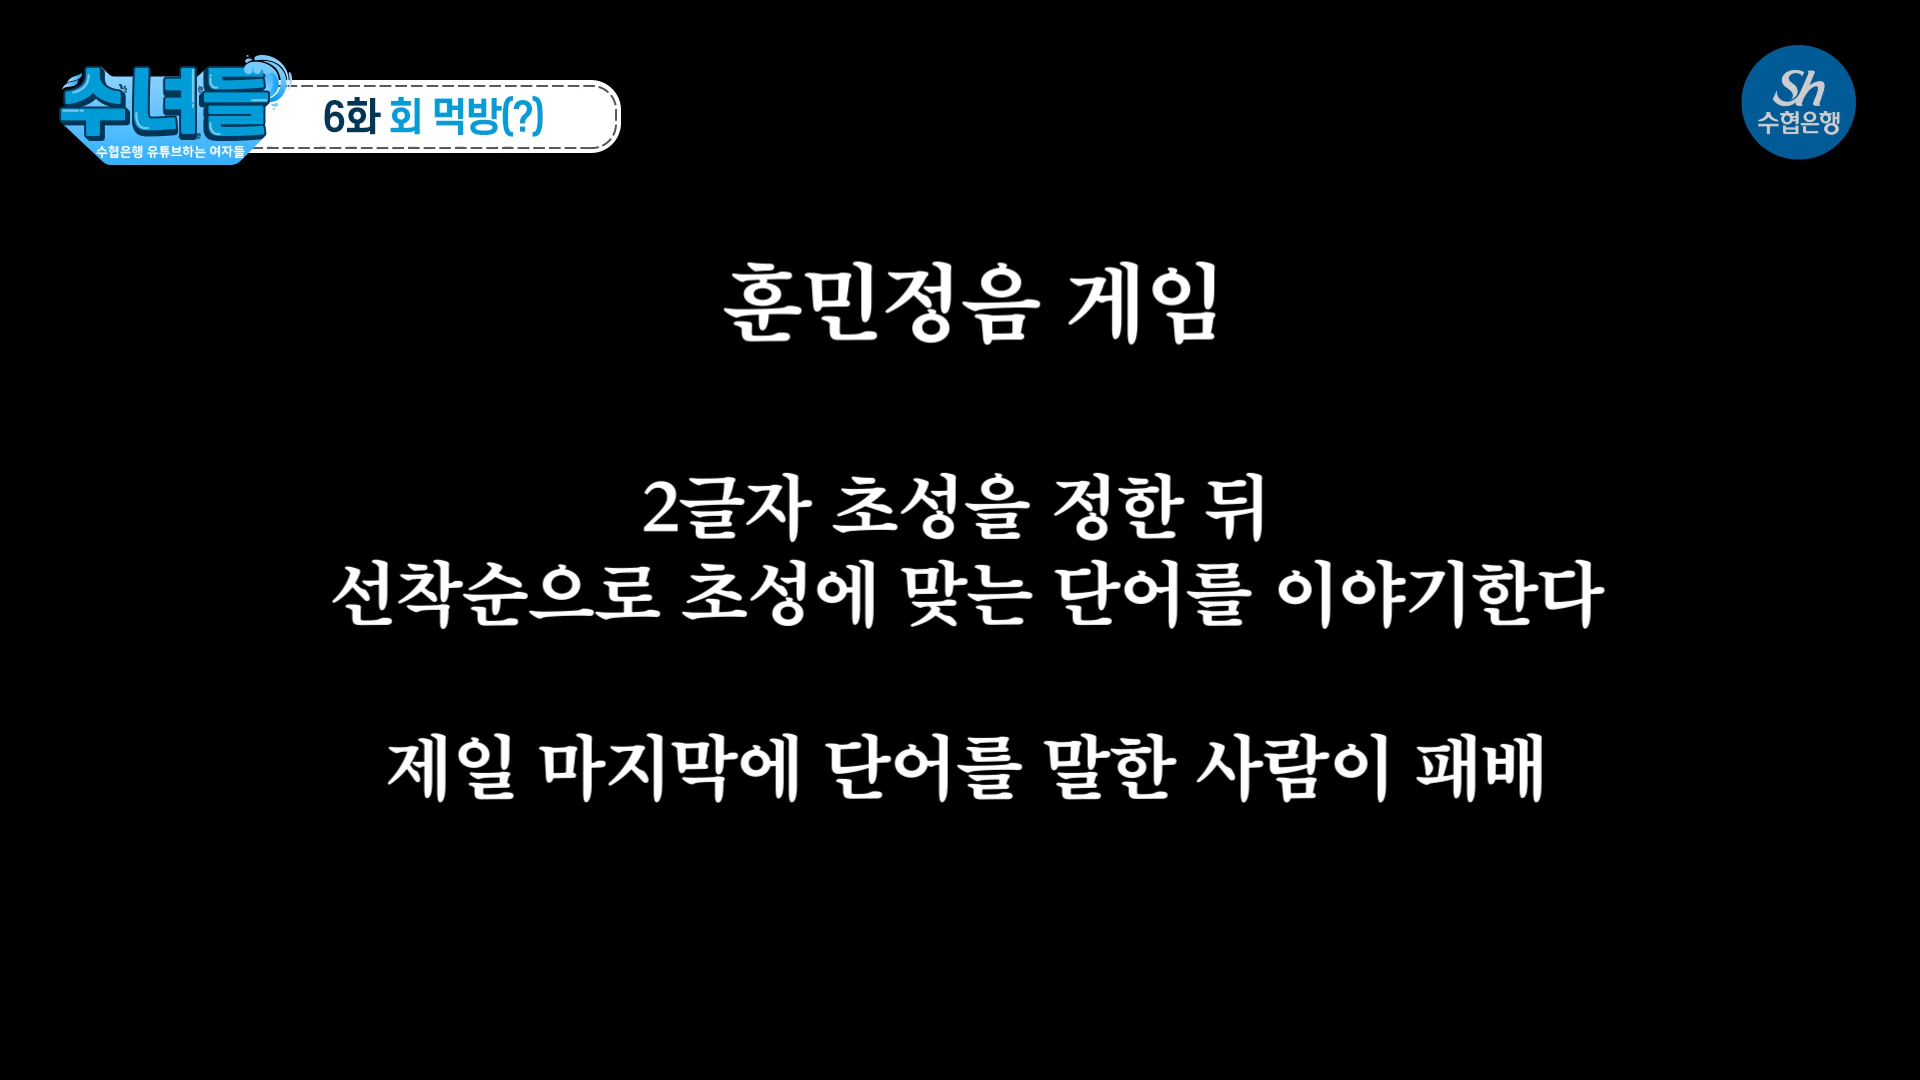 수녀들
수협은행 유튜브하는 여자들
6화 회 먹방(?)
Sh
수협은행
훈민정음 게임
2글자 초성을 정한 뒤
선착순으로 초성에 맞는 단어를 이야기한다
제일 마지막에 단어를 말한 사람이 패배